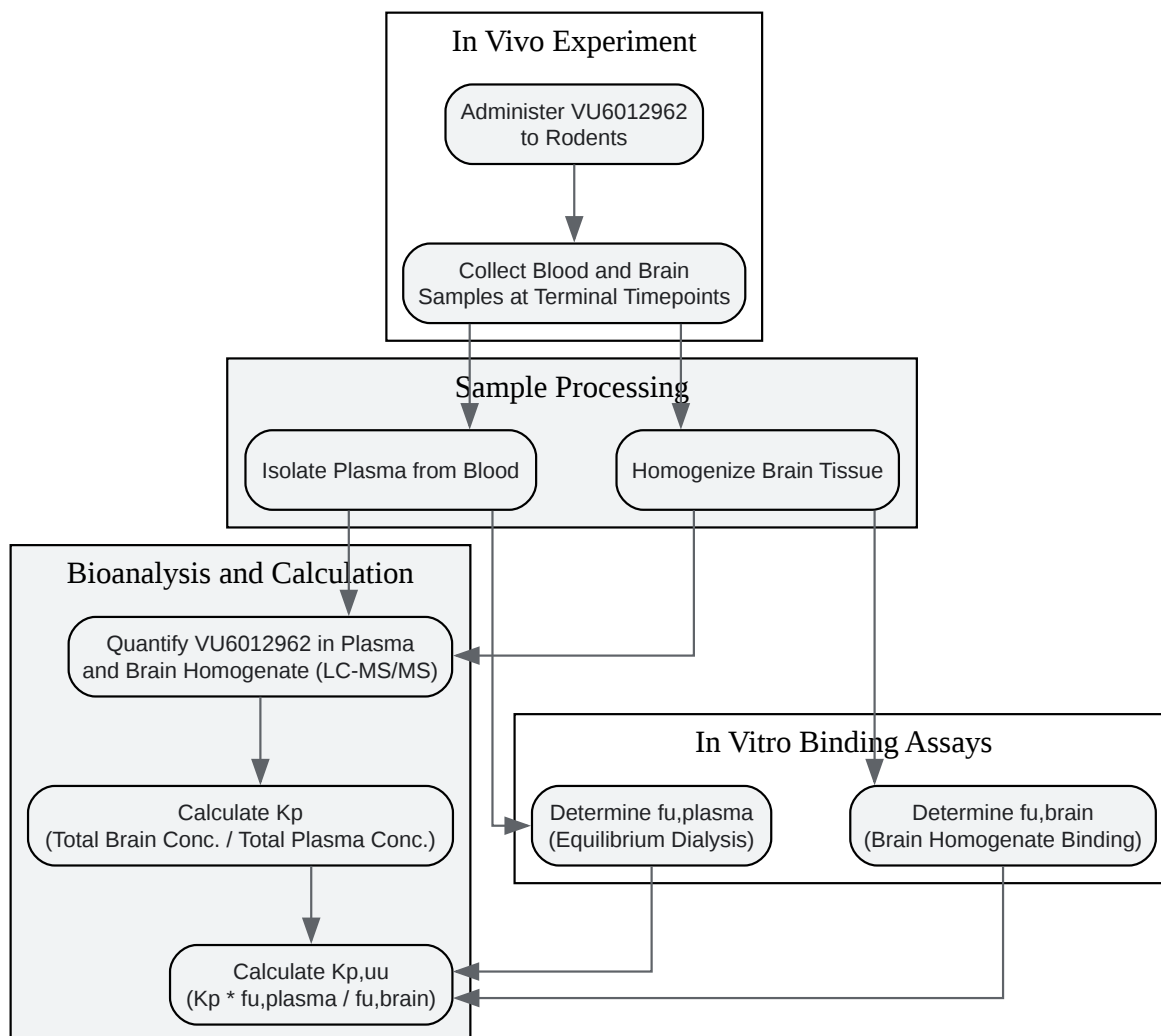 In Vivo Experiment
Administer VU6012962
to Rodents
Collect Blood and Brain
Samples at Terminal Timepoints
Sample Processing
Isolate Plasma from Blood
Homogenize Brain Tissue
Bioanalysis and Calculation
Quantify VU6012962 in Plasma
and Brain Homogenate (LC-MS/MS)
In Vitro Binding Assays
Calculate Kp
(Total Brain Conc. / Total Plasma Conc.)
Determine fu,plasma
(Equilibrium Dialysis)
Determine fu,brain
(Brain Homogenate Binding)
Calculate Kp,uu
(Kp * fu,plasma / fu,brain)